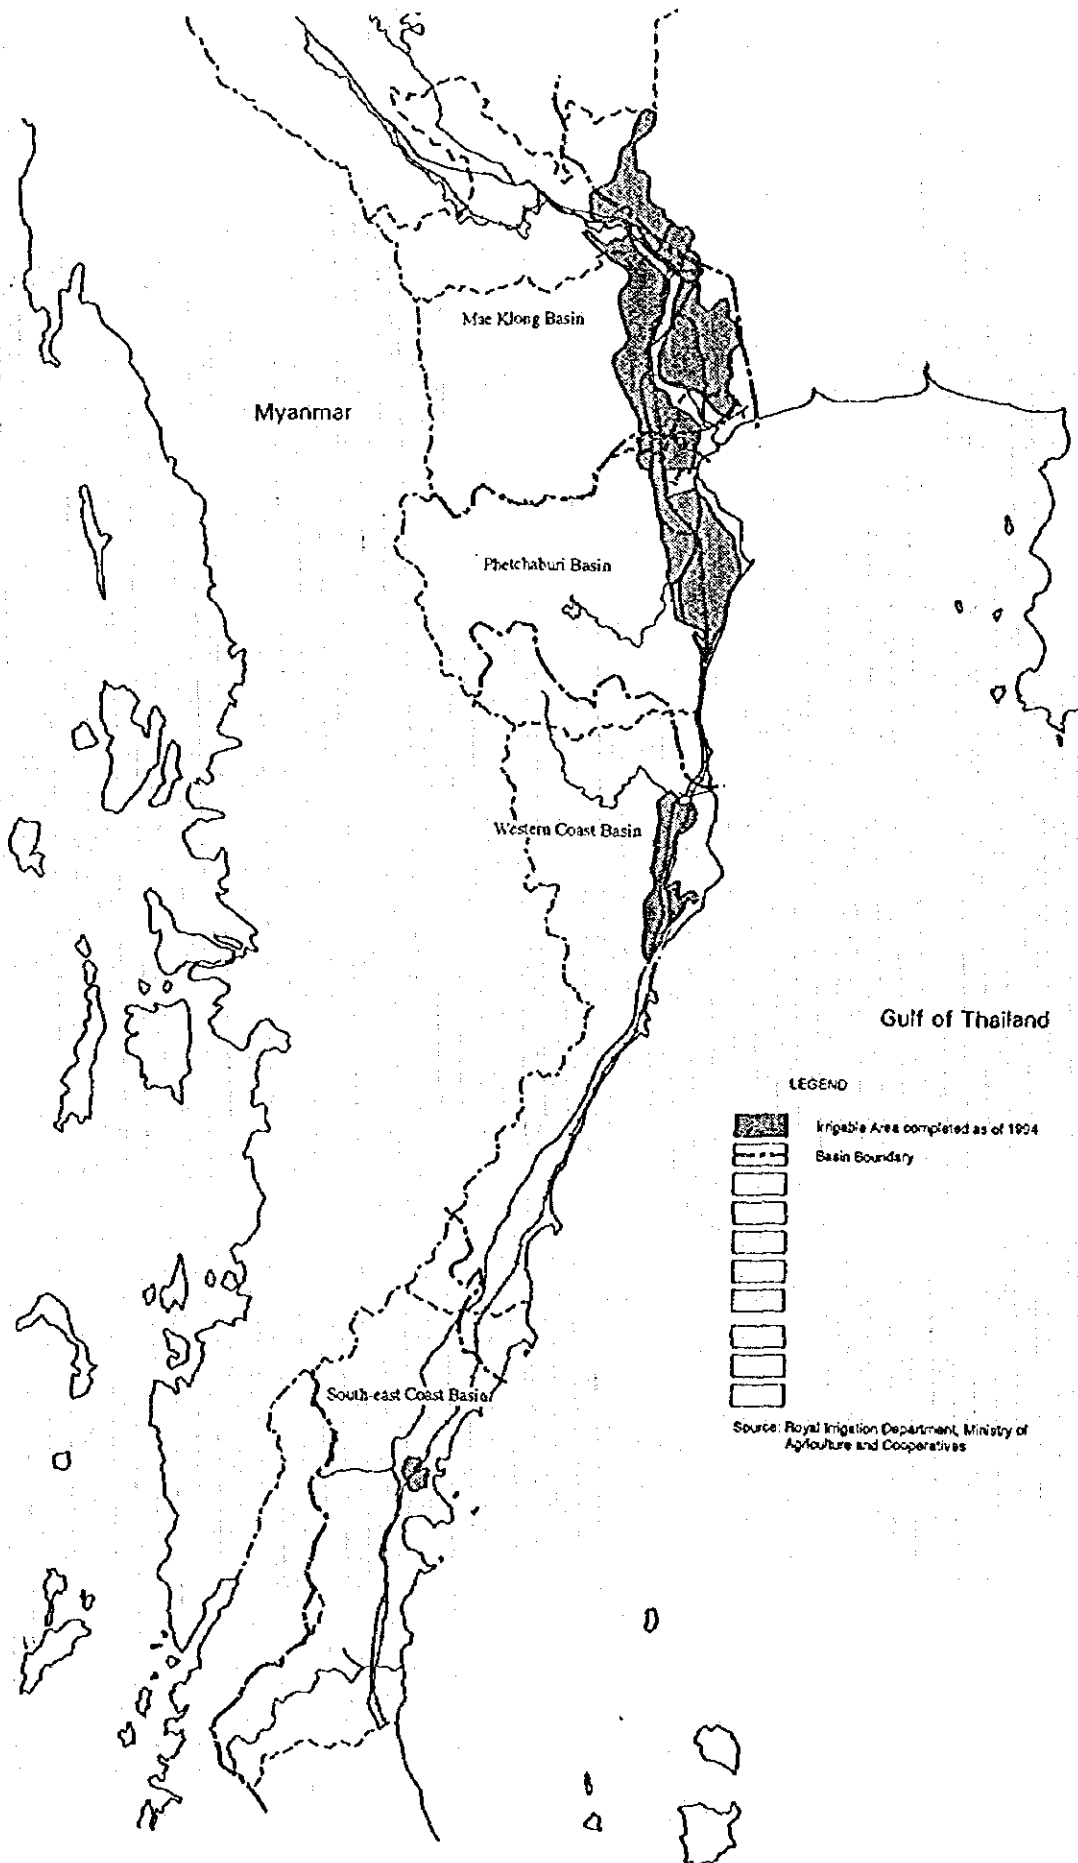 Mae Klong Basin
Myanmar
Phetchaburi Basin
Western Coast Basin
Gulf of Thailand
LEGEND
Irrigable Area completed as of 1994
Basin Boundary
South-east Coast Basin
Source: Royal Irrigation Department, Ministry of
Agriculture and Cooperatives